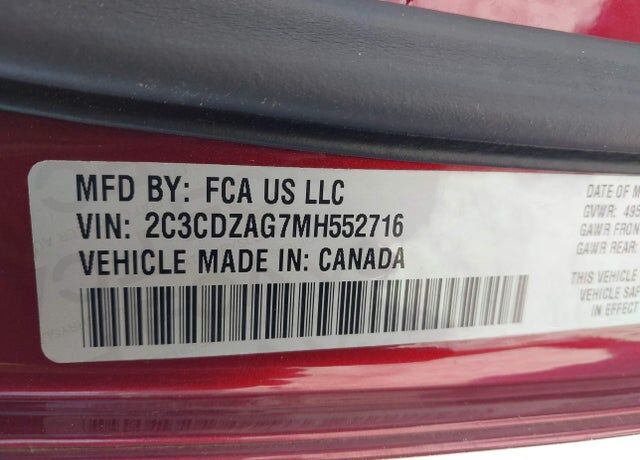 MFD BY: FCA US LLC
VIN: 2C3CDZAG7MH552716
VEHICLE MADE IN: CANADA
DATE OF M
GVWR: 495
GAWR FRON
GAWR REAR:
THIS VEHICLE
VEHICLE SAF
IN EFFECT